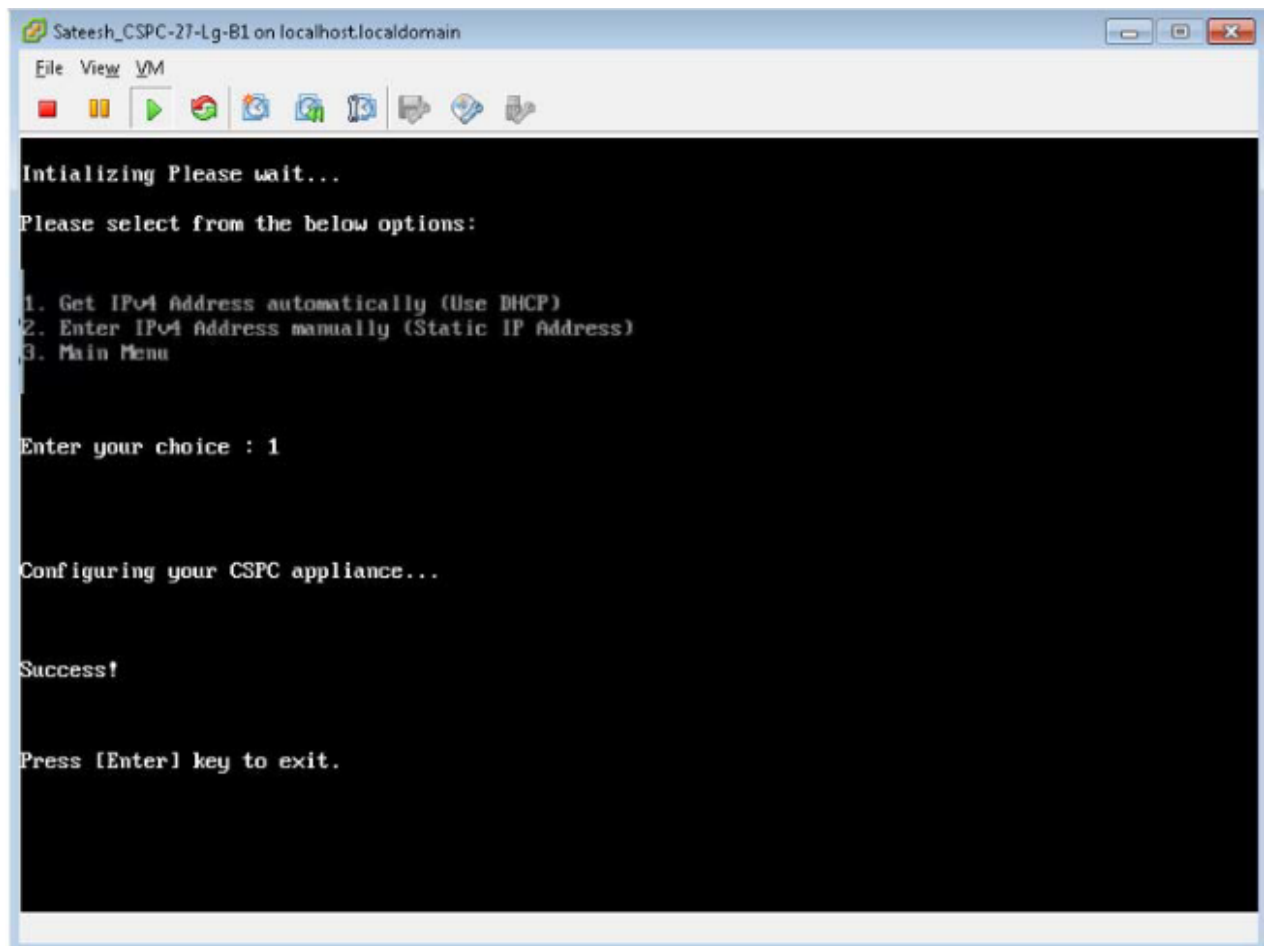 Sateesh_CSPC-27-Lg-B1 on localhost.localdomain
File View VM
Intializing Please wait...
Please select from the below options:
1. Get IPv4 Address automatically (Use DHCP)
2. Enter IPv4 Address manually (Static IP Address)
3. Main Menu
Enter your choice : 1
Configuring your CSPC appliance...
Success!
Press [Enter] key to exit.